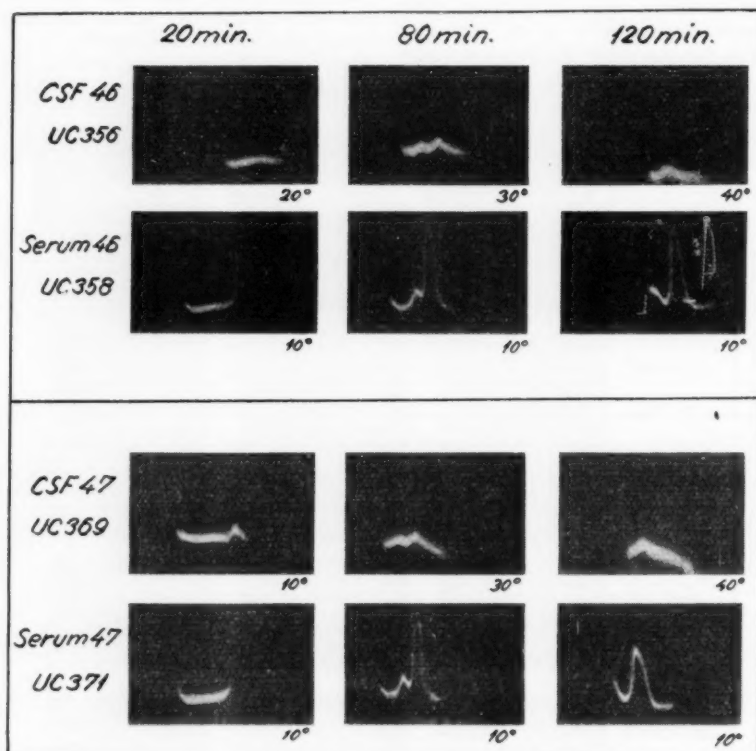 20min. 80min. 120min.
CSF 46
UC356
20° 30° 40°
Serum 46
UC358
10° 10° 10°
CSF 47
UC369
10° 30° 40°
Serum 47
UC371
10° 10° 10°